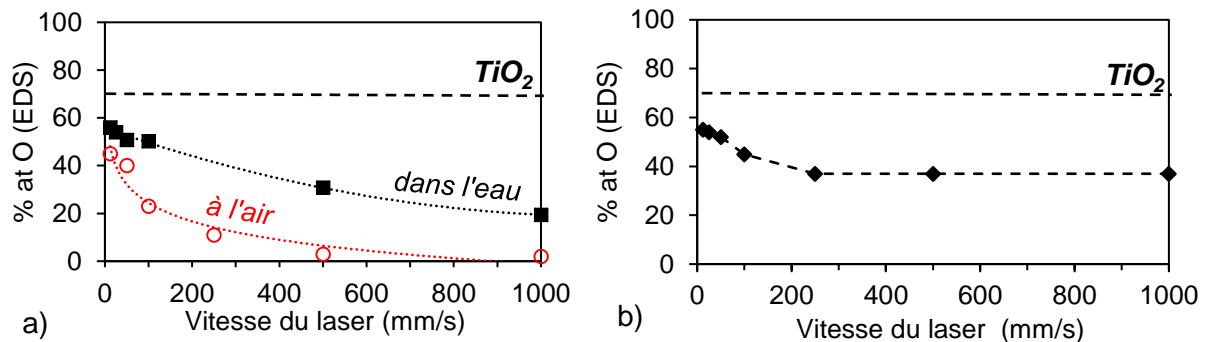 100
80
60
40
20
0
% at O (EDS)
TiO2
dans l'eau
à l'air
0 200 400 600 800 1000
a) Vitesse du laser (mm/s)
100
80
60
40
20
0
% at O (EDS)
TiO2
0 200 400 600 800 1000
b) Vitesse du laser (mm/s)